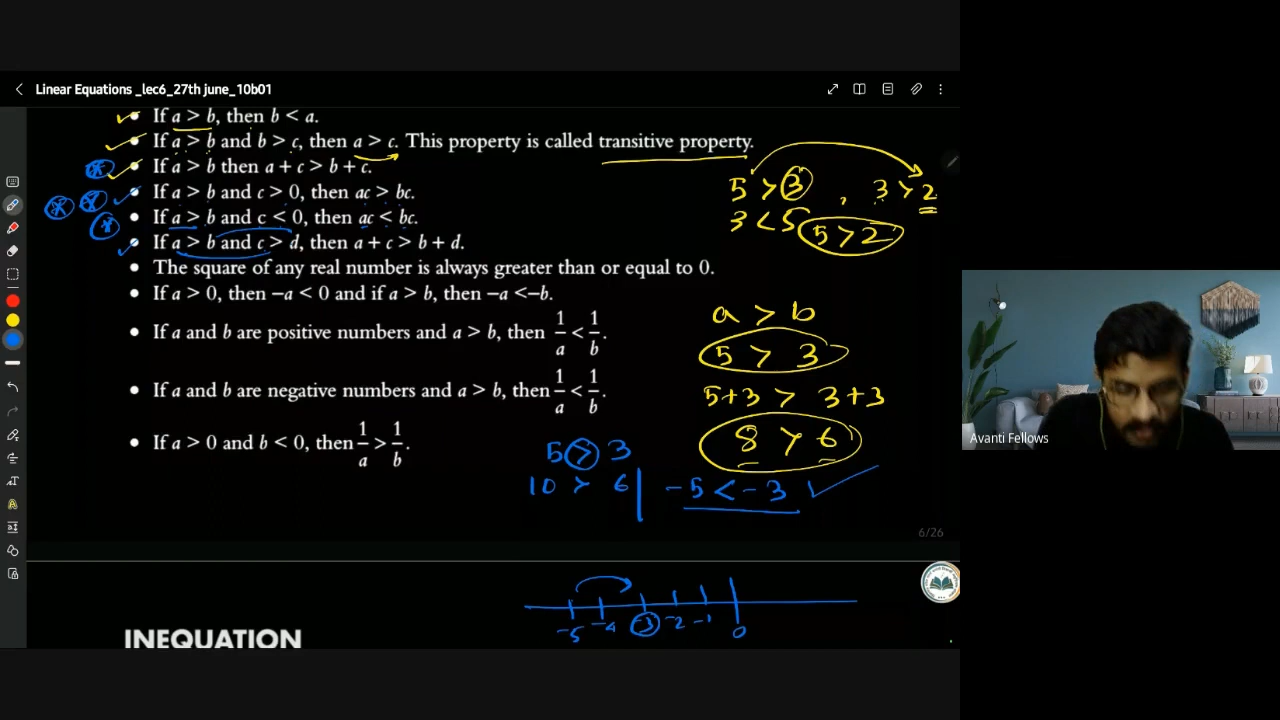 Linear Equations _lec6_27th june_10b01
If a > b, then b < a.
If a > b and b > c, then a > c. This property is called transitive property.
If a > b then a + c > b + c.
If a > b and c > 0, then ac > bc.
If a > b and c < 0, then ac < bc.
If a > b and c > d, then a + c > b + d.
The square of any real number is always greater than or equal to 0.
If a > 0, then –a < 0 and if a > b, then –a <–b.
If a and b are positive numbers and a > b, then 1/a < 1/b.
If a and b are negative numbers and a > b, then 1/a < 1/b.
If a > 0 and b < 0, then 1/a > 1/b.
5 > 3 , 3 > 2
3 < 5 5 > 2
a > b
5 > 3
5+3 > 3+3
8 > 6
5 > 3
10 > 6 -5 < -3
6/26
-5 -4 -3 -2 -1 0
INEQUATION
Avanti Fellows